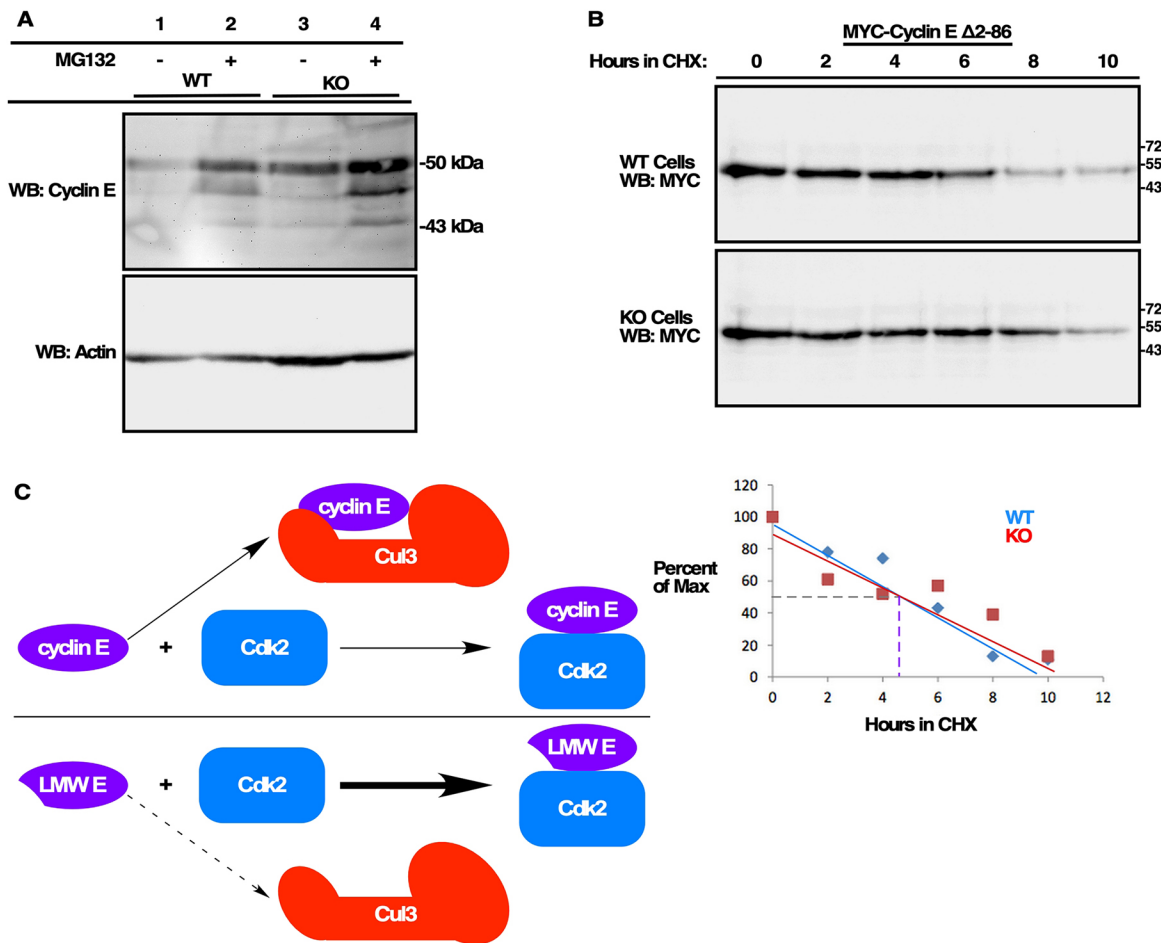 A
1 2 3 4
MG132 - + - +
WT KO
WB: Cyclin E
-50 kDa
-43 kDa
WB: Actin
B
MYC-Cyclin E Δ2-86
Hours in CHX: 0 2 4 6 8 10
WT Cells
WB: MYC
-72
-55
-43
KO Cells
WB: MYC
-72
-55
-43
C
cyclin E
Cul3
cyclin E + Cdk2
cyclin E
Cdk2
LMW E + Cdk2
LMW E
Cdk2
Cul3
Percent
of Max
120
100
80
60
40
20
0
0 2 4 6 8 10 12
Hours in CHX
WT
KO